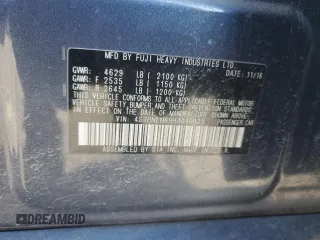 MFD BY FUJI HEAVY INDUSTRIES LTD.
DATE: 11/16
GVWR: 4629 LB ( 2100 KG)
GAWR: F 2535 LB ( 1150 KG)
GAWR: R 2645 LB ( 1200 KG)
THIS VEHICLE CONFORMS TO ALL APPLICABLE FEDERAL MOTOR
VEHICLE SAFETY, BUMPER, AND THEFT PREVENTION STANDARDS
IN EFFECT ON THE DATE OF MANUFACTURE SHOWN ABOVE.
VIN:
PASSENGER CAR
ASSEMBLED BY SIA INC. IN U.S.A.
DREAMBID